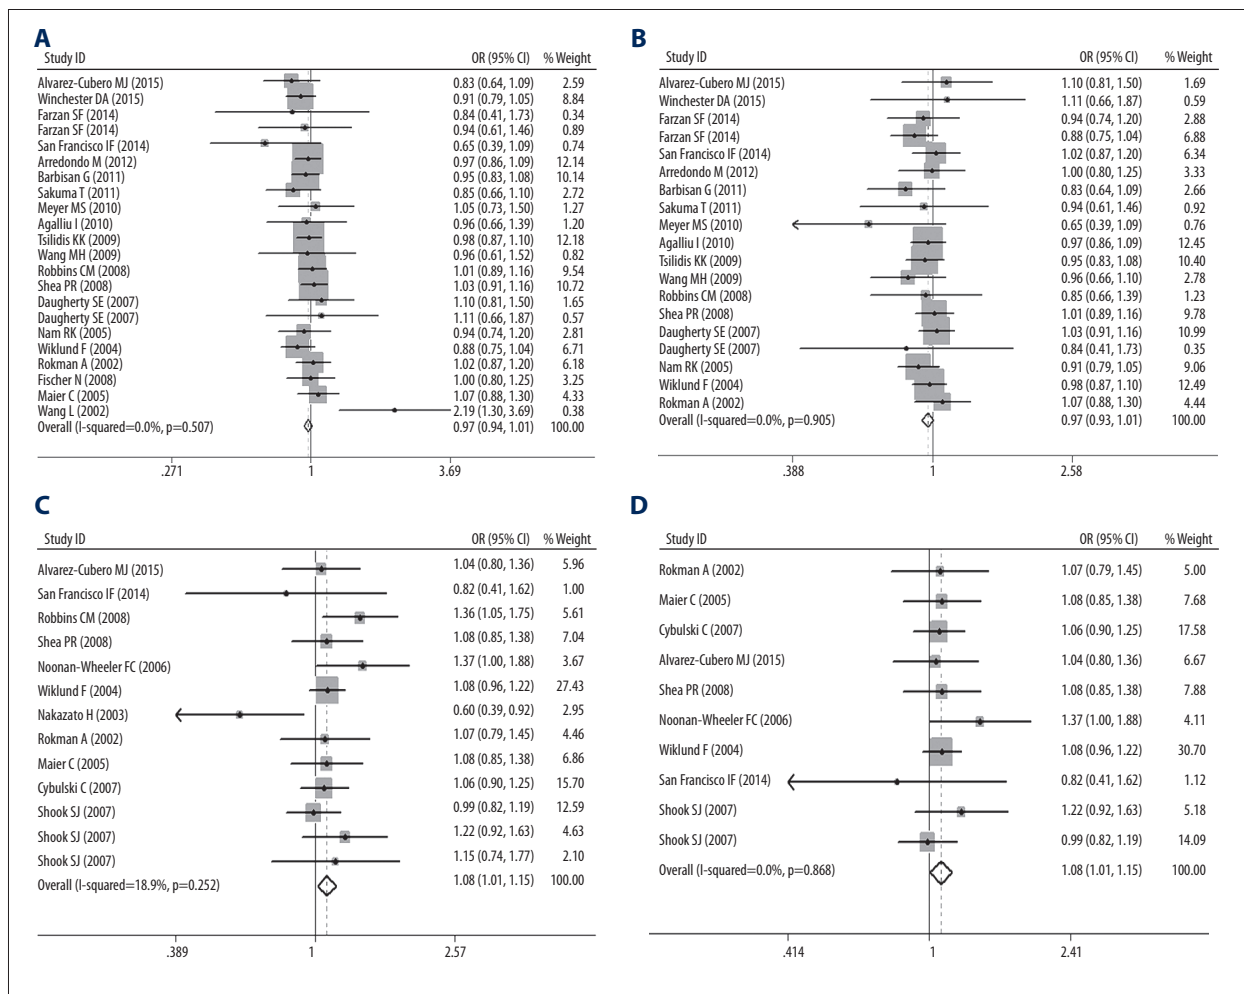 A
Study ID OR (95% CI) % Weight
Alvarez-Cubero MJ (2015) 0.83 (0.64, 1.09) 2.59
Winchester DA (2015) 0.91 (0.79, 1.05) 8.84
Farzan SF (2014) 0.84 (0.41, 1.73) 0.34
Farzan SF (2014) 0.94 (0.61, 1.46) 0.89
San Francisco IF (2014) 0.65 (0.39, 1.09) 0.74
Arredondo M (2012) 0.97 (0.86, 1.09) 12.14
Barbisan G (2011) 0.95 (0.83, 1.08) 10.14
Sakuma T (2011) 0.85 (0.66, 1.10) 2.72
Meyer MS (2010) 1.05 (0.73, 1.50) 1.27
Agalliu I (2010) 0.96 (0.66, 1.39) 1.20
Tsilidis KK (2009) 0.98 (0.87, 1.10) 12.18
Wang MH (2009) 0.96 (0.61, 1.52) 0.82
Robbins CM (2008) 1.01 (0.89, 1.16) 9.54
Shea PR (2008) 1.03 (0.91, 1.16) 10.72
Daugherty SE (2007) 1.10 (0.81, 1.50) 1.65
Daugherty SE (2007) 1.11 (0.66, 1.87) 0.57
Nam RK (2005) 0.94 (0.74, 1.20) 2.81
Wiklund F (2004) 0.88 (0.75, 1.04) 6.71
Rokman A (2002) 1.02 (0.87, 1.20) 6.18
Fischer N (2008) 1.00 (0.80, 1.25) 3.25
Maier C (2005) 1.07 (0.88, 1.30) 4.33
Wang L (2002) 2.19 (1.30, 3.69) 0.38
Overall (I-squared=0.0%, p=0.507) 0.97 (0.94, 1.01) 100.00
.271 1 3.69
B
Study ID OR (95% CI) % Weight
Alvarez-Cubero MJ (2015) 1.10 (0.81, 1.50) 1.69
Winchester DA (2015) 1.11 (0.66, 1.87) 0.59
Farzan SF (2014) 0.94 (0.74, 1.20) 2.88
Farzan SF (2014) 0.88 (0.75, 1.04) 6.88
San Francisco IF (2014) 1.02 (0.87, 1.20) 6.34
Arredondo M (2012) 1.00 (0.80, 1.25) 3.33
Barbisan G (2011) 0.83 (0.64, 1.09) 2.66
Sakuma T (2011) 0.94 (0.61, 1.46) 0.92
Meyer MS (2010) 0.65 (0.39, 1.09) 0.76
Agalliu I (2010) 0.97 (0.86, 1.09) 12.45
Tsilidis KK (2009) 0.95 (0.83, 1.08) 10.40
Wang MH (2009) 0.96 (0.66, 1.10) 2.78
Robbins CM (2008) 0.85 (0.66, 1.39) 1.23
Shea PR (2008) 1.01 (0.89, 1.16) 9.78
Daugherty SE (2007) 1.03 (0.91, 1.16) 10.99
Daugherty SE (2007) 0.84 (0.41, 1.73) 0.35
Nam RK (2005) 0.91 (0.79, 1.05) 9.06
Wiklund F (2004) 0.98 (0.87, 1.10) 12.49
Rokman A (2002) 1.07 (0.88, 1.30) 4.44
Overall (I-squared=0.0%, p=0.905) 0.97 (0.93, 1.01) 100.00
.388 1 2.58
C
Study ID OR (95% CI) % Weight
Alvarez-Cubero MJ (2015) 1.04 (0.80, 1.36) 5.96
San Francisco IF (2014) 0.82 (0.41, 1.62) 1.00
Robbins CM (2008) 1.36 (1.05, 1.75) 5.61
Shea PR (2008) 1.08 (0.85, 1.38) 7.04
Noonan-Wheeler FC (2006) 1.37 (1.00, 1.88) 3.67
Wiklund F (2004) 1.08 (0.96, 1.22) 27.43
Nakazato H (2003) 0.60 (0.39, 0.92) 2.95
Rokman A (2002) 1.07 (0.79, 1.45) 4.46
Maier C (2005) 1.08 (0.85, 1.38) 6.86
Cybulski C (2007) 1.06 (0.90, 1.25) 15.70
Shook SJ (2007) 0.99 (0.82, 1.19) 12.59
Shook SJ (2007) 1.22 (0.92, 1.63) 4.63
Shook SJ (2007) 1.15 (0.74, 1.77) 2.10
Overall (I-squared=18.9%, p=0.252) 1.08 (1.01, 1.15) 100.00
.389 1 2.57
D
Study ID OR (95% CI) % Weight
Rokman A (2002) 1.07 (0.79, 1.45) 5.00
Maier C (2005) 1.08 (0.85, 1.38) 7.68
Cybulski C (2007) 1.06 (0.90, 1.25) 17.58
Alvarez-Cubero MJ (2015) 1.04 (0.80, 1.36) 6.67
Shea PR (2008) 1.08 (0.85, 1.38) 7.88
Noonan-Wheeler FC (2006) 1.37 (1.00, 1.88) 4.11
Wiklund F (2004) 1.08 (0.96, 1.22) 30.70
San Francisco IF (2014) 0.82 (0.41, 1.62) 1.12
Shook SJ (2007) 1.22 (0.92, 1.63) 5.18
Shook SJ (2007) 0.99 (0.82, 1.19) 14.09
Overall (I-squared=0.0%, p=0.868) 1.08 (1.01, 1.15) 100.00
.414 1 2.41